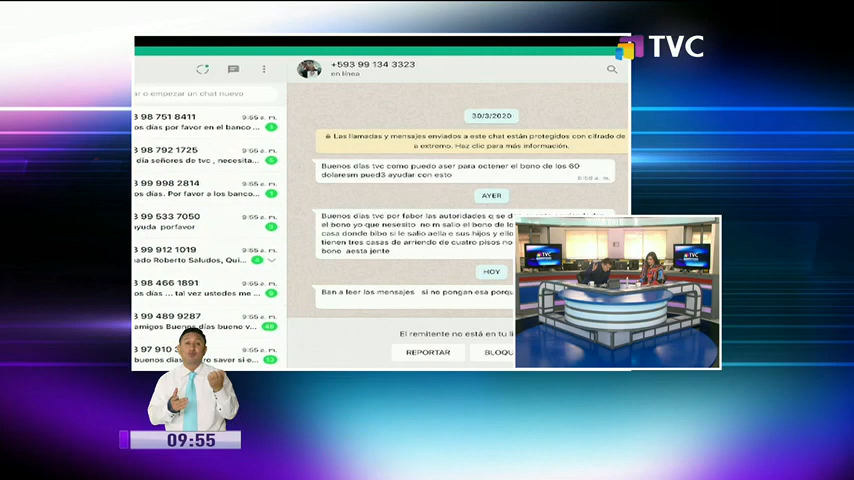 TVC
+593 99 134 3323
en línea
ar o empezar un chat nuevo
3 98 751 8411
9:55 a. m.
os días por favor en el banco ...
3 98 792 1725
9:55 a. m.
dia señores de tvc , necesita...
3 99 998 2814
9:55 a. m.
os días. Por favor a los banco...
3 99 533 7050
9:55 a. m.
yuda porfavor
3 99 912 1019
9:55 a. m.
nado Roberto Saludos, Qui...
3 98 466 1891
9:55 a. m.
os días ... tal vez ustedes me ...
3 99 489 9287
9:55 a. m.
amigos Buenos días bueno v...
3 97 910
9:55 a. m.
buenos días
ro saver si e...
30/3/2020
Las llamadas y mensajes enviados a este chat están protegidos con cifrado de
a extremo. Haz clic para más información.
Buenos días tvc como puedo aser para octener el bono de los 60
dolaresm pued3 ayudar con esto
AYER
Buenos días tvc por fabor las autoridades q se d
el bono yo que nesesito no m salio el bono de lo
casa donde bibo si le salio aella e sus hijos y ello
tienen tres casas de arriendo de cuatro pisos no
bono aesta jente
HOY
Ban a leer los mensajes si no pongan esa porqu
El remitente no está en tu li
REPORTAR
BLOQU
09:55